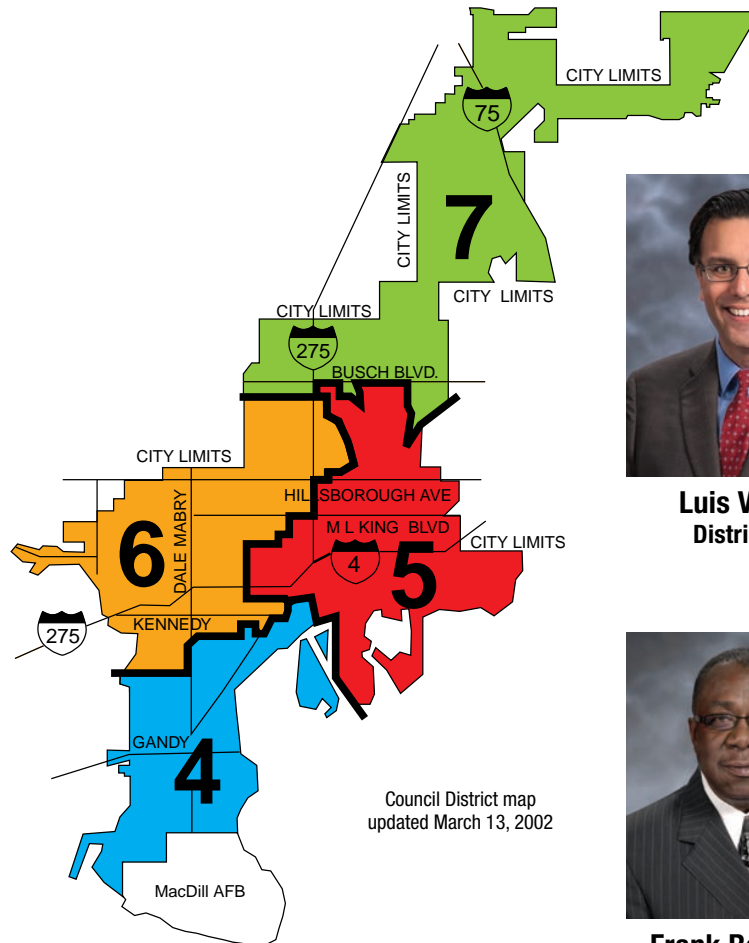 CITY LIMITS
75
CITY LIMITS
7
CITY LIMITS
CITY LIMITS
275
BUSCH BLVD.
CITY LIMITS
HILLSBOROUGH AVE
DALE MABRY
M L KING BLVD
CITY LIMITS
6
4
5
KENNEDY
275
GANDY
4
Council District map
updated March 13, 2002
MacDill AFB
Luis
Frank